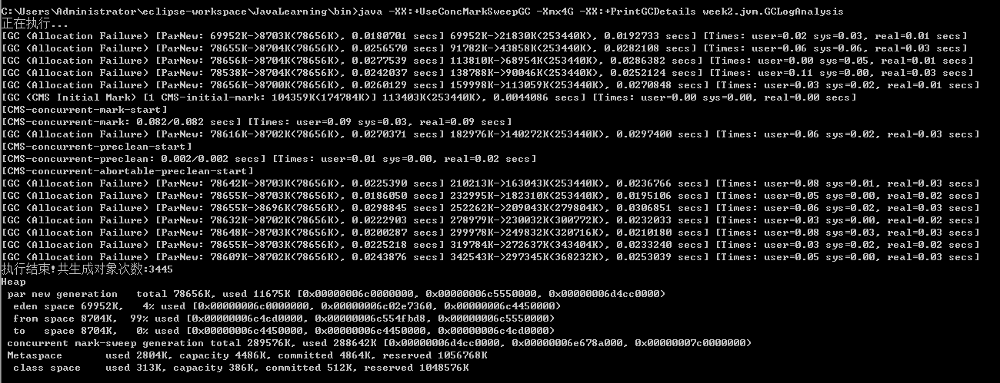 C:\Users\Administrator\eclipse-workspace\JavaLearning\bin>java -XX:+UseConcMarkSweepGC -Xmx4G -XX:+PrintGCDetails week2.jvm.GCLogAnalysis
正在执行...
[GC (Allocation Failure) [ParNew: 69952K->8703K(78656K), 0.0180701 secs] 69952K->21830K(253440K), 0.0192733 secs] [Times: user=0.02 sys=0.03, real=0.01 secs]
[GC (Allocation Failure) [ParNew: 78655K->8704K(78656K), 0.0256570 secs] 91782K->43858K(253440K), 0.0282108 secs] [Times: user=0.06 sys=0.06, real=0.03 secs]
[GC (Allocation Failure) [ParNew: 78656K->8704K(78656K), 0.0277539 secs] 113810K->68954K(253440K), 0.0286382 secs] [Times: user=0.00 sys=0.05, real=0.01 secs]
[GC (Allocation Failure) [ParNew: 78538K->8704K(78656K), 0.0242037 secs] 138788K->90046K(253440K), 0.0252124 secs] [Times: user=0.11 sys=0.00, real=0.03 secs]
[GC (Allocation Failure) [ParNew: 78656K->8700K(78656K), 0.0260129 secs] 159998K->113059K(253440K), 0.0270848 secs] [Times: user=0.03 sys=0.02, real=0.01 secs]
[GC (CMS Initial Mark) [1 CMS-initial-mark: 104359K(174784K)] 113403K(253440K), 0.0044086 secs] [Times: user=0.00 sys=0.00, real=0.00 secs]
[CMS-concurrent-mark-start]
[CMS-concurrent-mark: 0.082/0.082 secs] [Times: user=0.09 sys=0.03, real=0.09 secs]
[GC (Allocation Failure) [ParNew: 78616K->8702K(78656K), 0.0270371 secs] 182976K->140272K(253440K), 0.0297400 secs] [Times: user=0.06 sys=0.02, real=0.03 secs]
[CMS-concurrent-preclean-start]
[CMS-concurrent-preclean: 0.002/0.002 secs] [Times: user=0.01 sys=0.00, real=0.02 secs]
[CMS-concurrent-abortable-preclean-start]
[GC (Allocation Failure) [ParNew: 78642K->8703K(78656K), 0.0225390 secs] 210213K->163043K(253440K), 0.0236766 secs] [Times: user=0.08 sys=0.01, real=0.03 secs]
[GC (Allocation Failure) [ParNew: 78655K->8703K(78656K), 0.0186050 secs] 232995K->182310K(253440K), 0.0195106 secs] [Times: user=0.05 sys=0.00, real=0.02 secs]
[GC (Allocation Failure) [ParNew: 78655K->8696K(78656K), 0.0298845 secs] 252262K->209043K(279804K), 0.0306851 secs] [Times: user=0.06 sys=0.02, real=0.03 secs]
[GC (Allocation Failure) [ParNew: 78632K->8702K(78656K), 0.0222903 secs] 278979K->230032K(300772K), 0.0232033 secs] [Times: user=0.03 sys=0.00, real=0.02 secs]
[GC (Allocation Failure) [ParNew: 78648K->8703K(78656K), 0.0200287 secs] 299978K->249832K(320716K), 0.0210180 secs] [Times: user=0.08 sys=0.03, real=0.03 secs]
[GC (Allocation Failure) [ParNew: 78655K->8703K(78656K), 0.0225218 secs] 319784K->272637K(343404K), 0.0233240 secs] [Times: user=0.03 sys=0.02, real=0.02 secs]
[GC (Allocation Failure) [ParNew: 78609K->8702K(78656K), 0.0243876 secs] 342543K->297345K(368232K), 0.0253039 secs] [Times: user=0.05 sys=0.00, real=0.03 secs]
执行结束!共生成对象次数:3445
Heap
par new generation   total 78656K, used 11675K [0x00000006c0000000, 0x00000006c5550000, 0x00000006d4cc0000)
eden space 69952K,   4% used [0x00000006c0000000, 0x00000006c02e7360, 0x00000006c4450000)
from space 8704K,  99% used [0x00000006c4cd0000, 0x00000006c554fbd8, 0x00000006c5550000)
to   space 8704K,   0% used [0x00000006c4450000, 0x00000006c4450000, 0x00000006c4cd0000)
concurrent mark-sweep generation total 289576K, used 288642K [0x00000006d4cc0000, 0x00000006e678a000, 0x00000007c0000000)
Metaspace       used 2804K, capacity 4486K, committed 4864K, reserved 1056768K
class space    used 313K, capacity 386K, committed 512K, reserved 1048576K